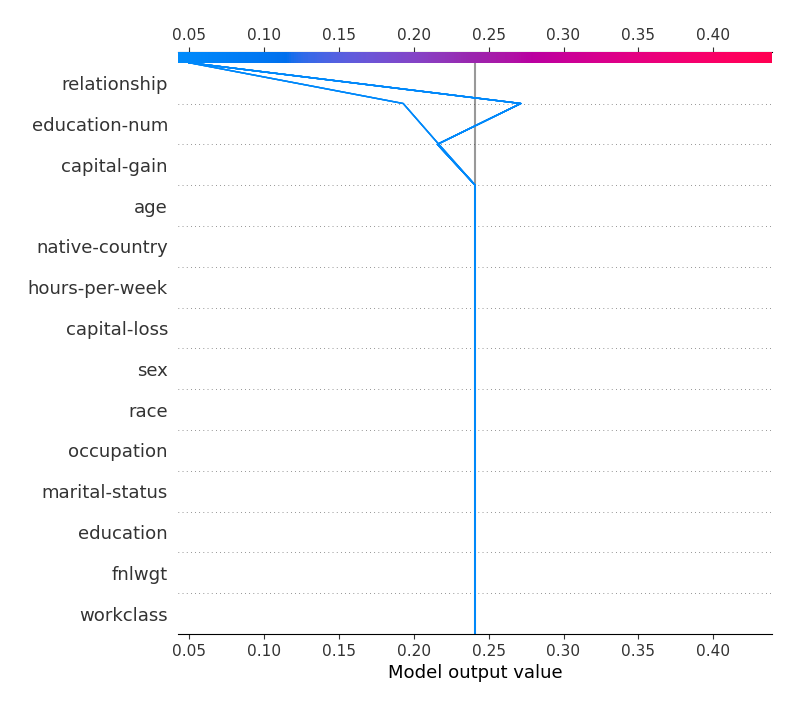 0.05 0.10 0.15 0.20 0.25 0.30 0.35 0.40
relationship
education-num
capital-gain
age
native-country
hours-per-week
capital-loss
sex
race
occupation
marital-status
education
fnlwgt
workclass
0.05 0.10 0.15 0.20 0.25 0.30 0.35 0.40
Model output value